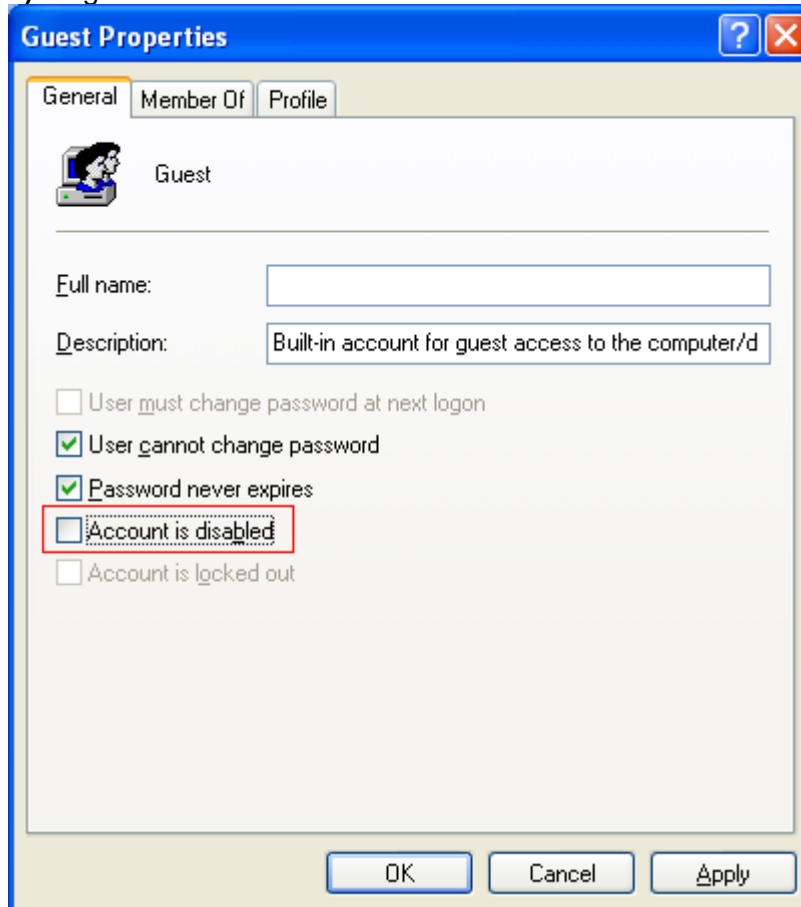 Guest Properties
General Member Of Profile
Guest
Full name:
Description: Built-in account for guest access to the computer/d
User must change password at next logon
User cannot change password
Password never expires
Account is disabled
Account is locked out
OK Cancel Apply